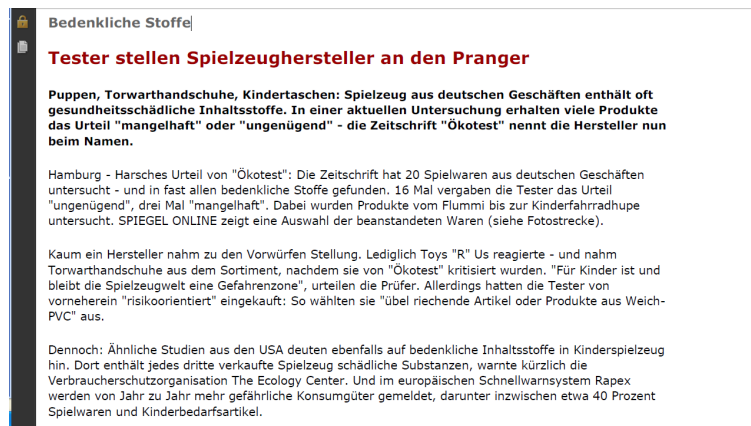 Bedenkliche Stoffe
Tester stellen Spielzeughersteller an den Pranger
Puppen, Torwarthandschuhe, Kindertaschen: Spielzeug aus deutschen Geschäften enthält oft
gesundheitsschädliche Inhaltsstoffe. In einer aktuellen Untersuchung erhalten viele Produkte
das Urteil "mangelhaft" oder "ungenügend" - die Zeitschrift "Ökotest" nennt die Hersteller nun
beim Namen.
Hamburg - Harsches Urteil von "Ökotest": Die Zeitschrift hat 20 Spielwaren aus deutschen Geschäften
untersucht - und in fast allen bedenkliche Stoffe gefunden. 16 Mal vergaben die Tester das Urteil
"ungenügend", drei Mal "mangelhaft". Dabei wurden Produkte vom Flummi bis zur Kinderfahrradhupe
untersucht. SPIEGEL ONLINE zeigt eine Auswahl der beanstandeten Waren (siehe Fotostrecke).
Kaum ein Hersteller nahm zu den Vorwürfen Stellung. Lediglich Toys "R" Us reagierte - und nahm
Torwarthandschuhe aus dem Sortiment, nachdem sie von "Ökotest" kritisiert wurden. "Für Kinder ist und
bleibt die Spielzeugwelt eine Gefahrenzone", urteilen die Prüfer. Allerdings hatten die Tester von
vorneherein "risikoorientiert" eingekauft: So wählten sie "übel riechende Artikel oder Produkte aus Weich-
PVC" aus.
Dennoch: Ähnliche Studien aus den USA deuten ebenfalls auf bedenkliche Inhaltsstoffe in Kinderspielzeug
hin. Dort enthält jedes dritte verkaufte Spielzeug schädliche Substanzen, warnte kürzlich die
Verbraucherschutzorganisation The Ecology Center. Und im europäischen Schnellwarnsystem Rapex
werden von Jahr zu Jahr mehr gefährliche Konsumgüter gemeldet, darunter inzwischen etwa 40 Prozent
Spielwaren und Kinderbedarfsartikel.